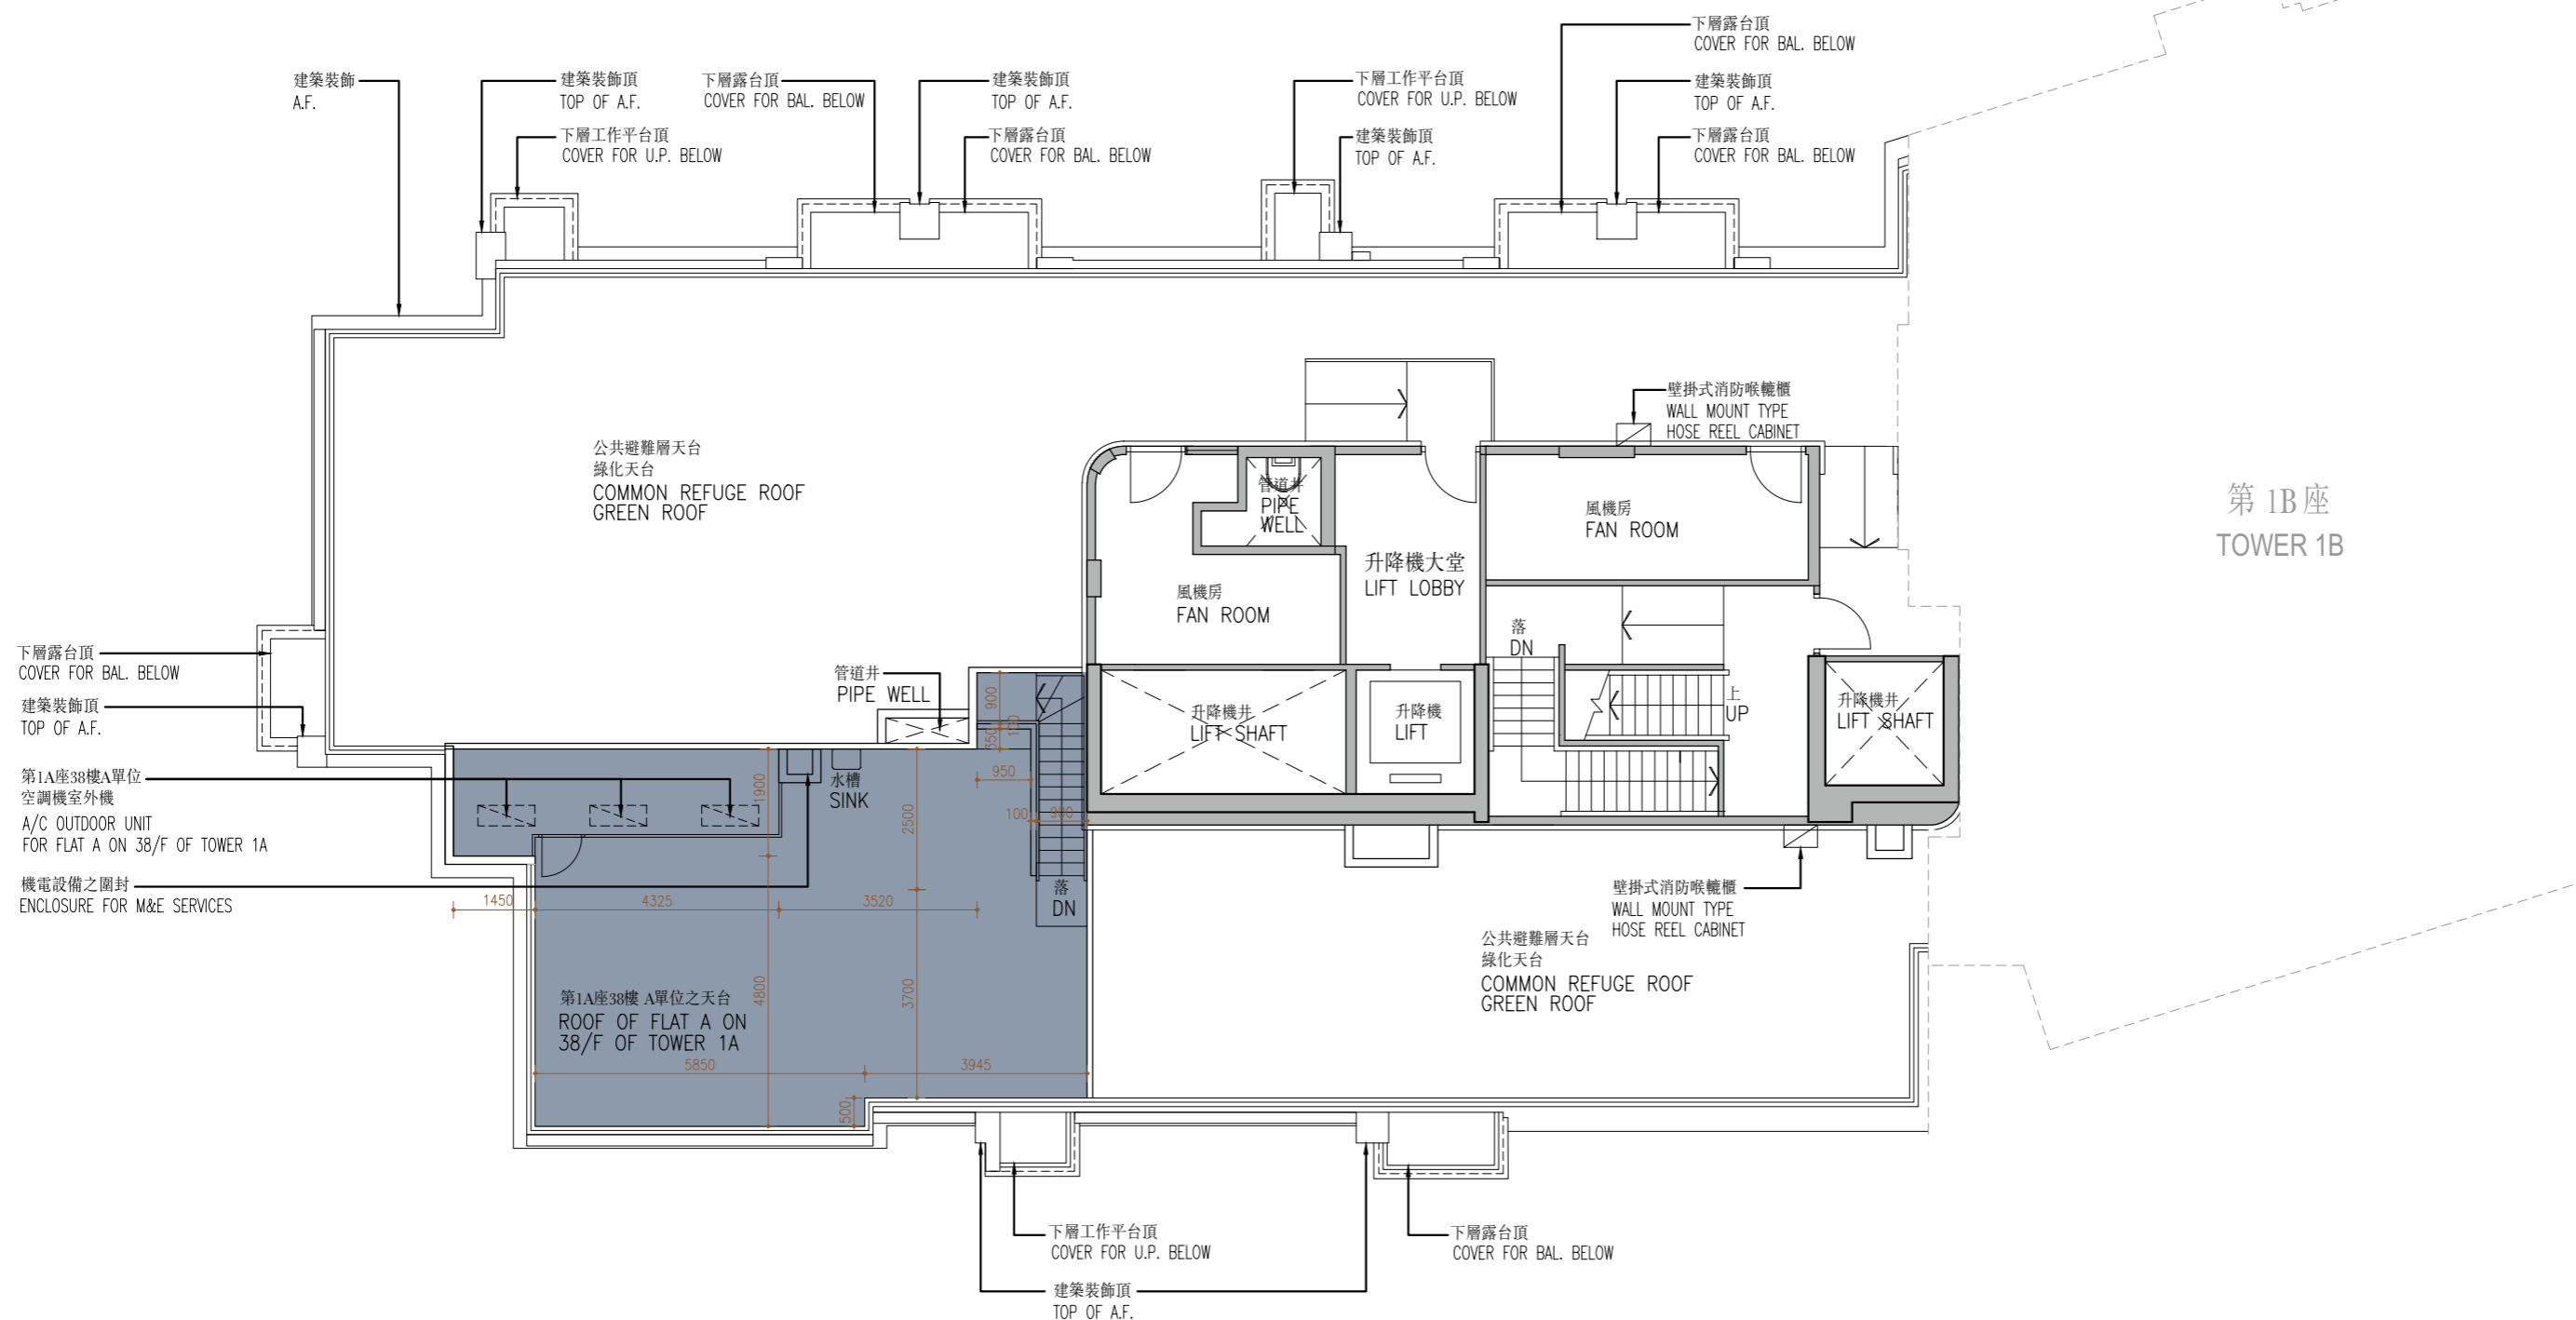 下層露台頂
COVER FOR BAL. BELOW
建築裝飾
A.F.
建築裝飾頂
TOP OF A.F.
下層露台頂
COVER FOR BAL. BELOW
建築裝飾頂
TOP OF A.F.
下層工作平台頂
COVER FOR U.P. BELOW
建築裝飾頂
TOP OF A.F.
下層工作平台頂
COVER FOR U.P. BELOW
下層露台頂
COVER FOR BAL. BELOW
建築裝飾頂
TOP OF A.F.
下層露台頂
COVER FOR BAL. BELOW
壁掛式消防喉轆櫃
WALL MOUNT TYPE
HOSE REEL CABINET
公共避難層天台
綠化天台
COMMON REFUGE ROOF
GREEN ROOF
管道井
PIPE
WELL
風機房
FAN ROOM
第 1B座
TOWER 1B
升降機大堂
LIFT LOBBY
風機房
FAN ROOM
落
DN
下層露台頂
COVER FOR BAL. BELOW
管道井
PIPE WELL
建築裝飾頂
TOP OF A.F.
升降機井
LIFT SHAFT
升降機
LIFT
上
UP
升降機井
LIFT SHAFT
900
120
350
950
第1A座38樓A單位
空調機室外機
A/C OUTDOOR UNIT
FOR FLAT A ON 38/F OF TOWER 1A
1900
水槽
SINK
2500
100
900
機電設備之圍封
ENCLOSURE FOR M&E SERVICES
1450
4325
3520
落
DN
壁掛式消防喉轆櫃
WALL MOUNT TYPE
HOSE REEL CABINET
公共避難層天台
綠化天台
COMMON REFUGE ROOF
GREEN ROOF
第1A座38樓 A單位之天台
ROOF OF FLAT A ON
38/F OF TOWER 1A
4800
3700
5850
3945
500
下層工作平台頂
COVER FOR U.P. BELOW
下層露台頂
COVER FOR BAL. BELOW
建築裝飾頂
TOP OF A.F.